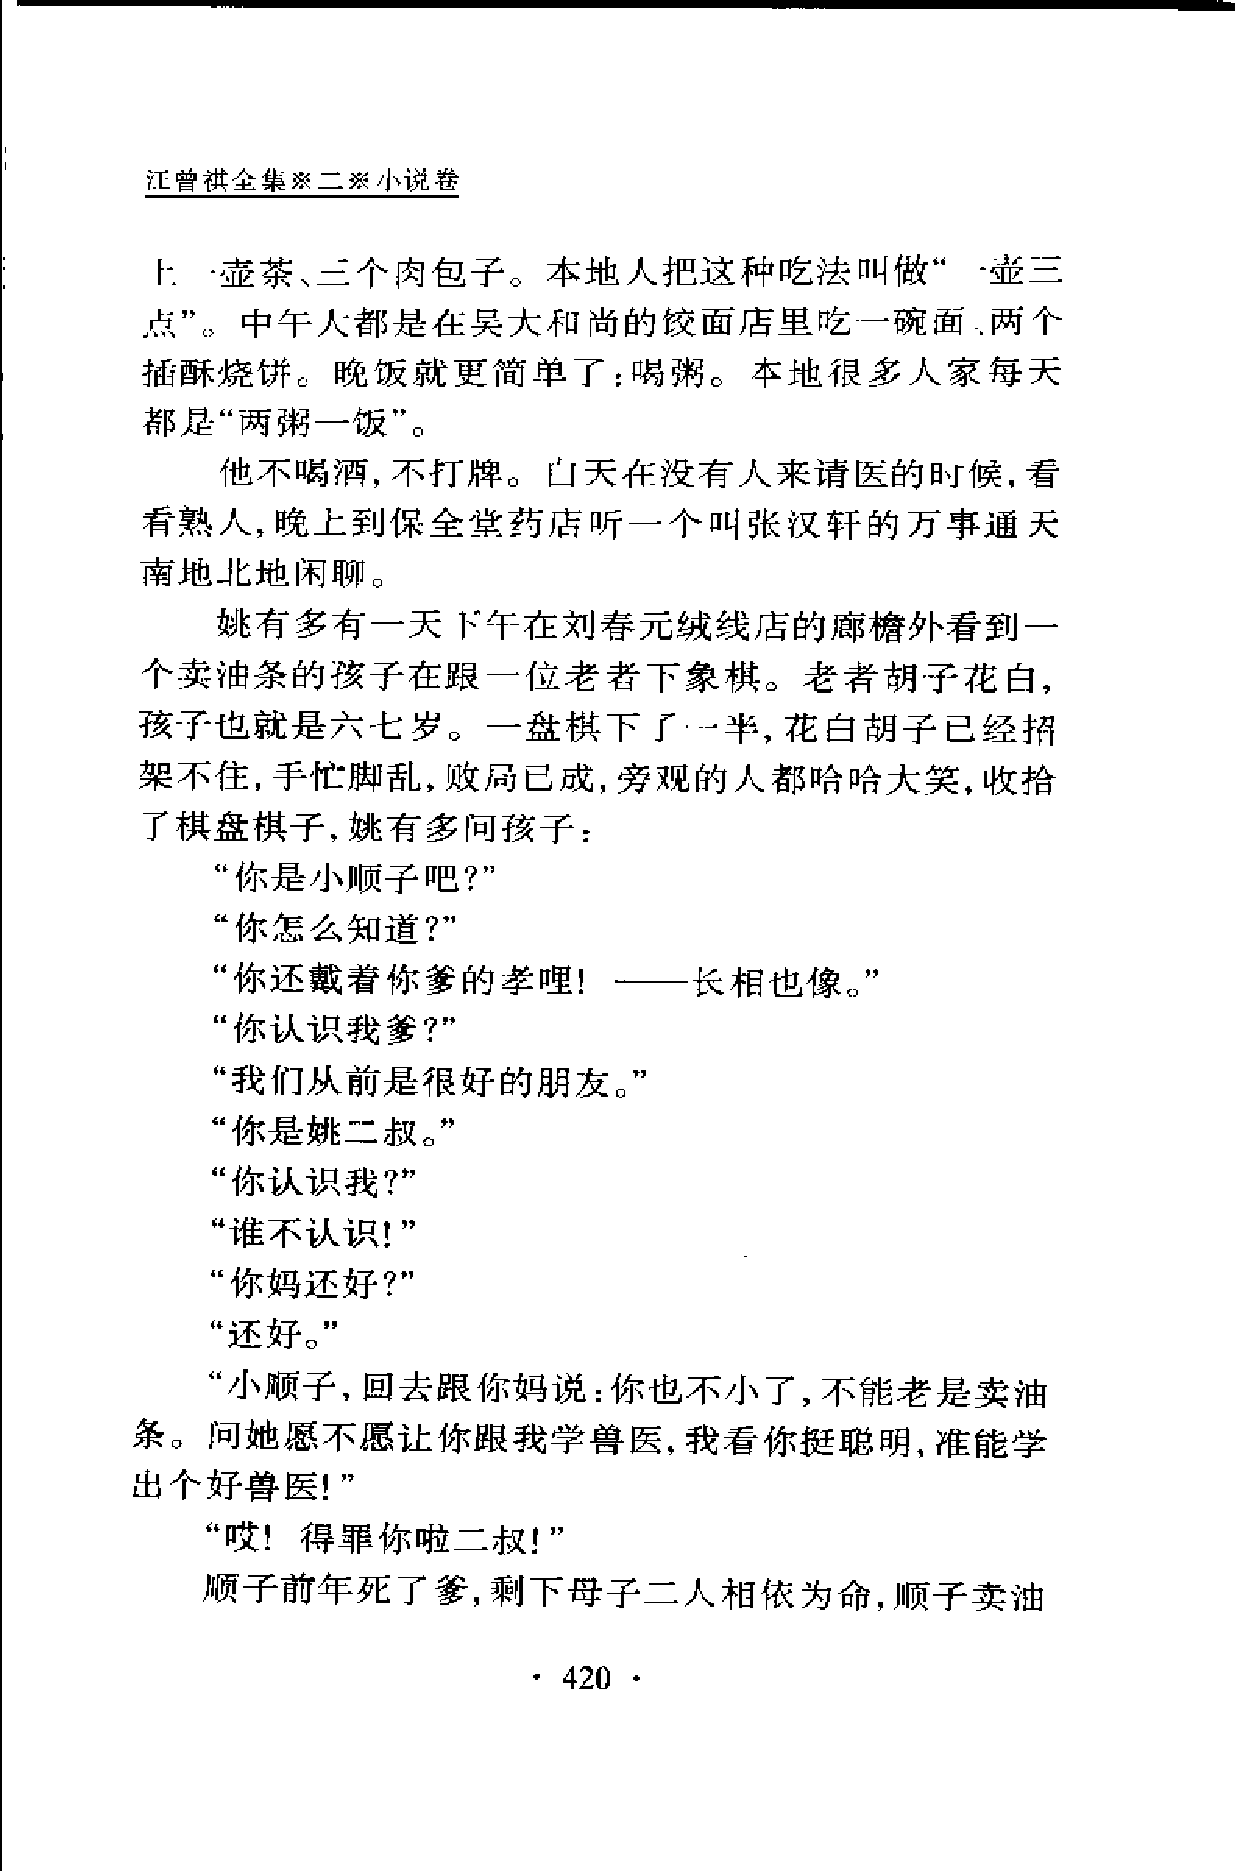 汪曾祺全集※二※小说卷
上一壶茶、三个肉包子。本地人把这种吃法叫做“一壶三
点”。中午大都是在吴大和尚的饺面店里吃一碗面、两个
插酥烧饼。晚饭就更简单了：喝粥。本地很多人家每天
都是“两粥一饭”。
他不喝酒，不打牌。白天在没有人来请医的时候，看
看熟人，晚上到保全堂药店听一个叫张汉轩的万事通天
南地北地闲聊。
姚有多有一天下午在刘春元绒线店的廊檐外看到一
个卖油条的孩子在跟一位老者下象棋。老者胡子花白，
孩子也就是六七岁。一盘棋下了一半，花白胡子已经招
架不住，手忙脚乱，败局已成，旁观的人都哈哈大笑，收拾
了棋盘棋子，姚有多问孩子：
“你是小顺子吧？”
“你怎么知道？”
“你还戴着你爹的孝哩！——长相也像。”
“你认识我爹？”
“我们从前是很好的朋友。”
“你是姚二叔。”
“你认识我？”
“谁不认识！”
“你妈还好？”
“还好。”
“小顺子，回去跟你妈说：你也不小了，不能老是卖油
条。问她愿不愿让你跟我学兽医，我看你挺聪明，准能学
出个好兽医！”
“哎！得罪你啦二叔！”
顺子前年死了爹，剩下母子二人相依为命，顺子卖油
· 420 ·